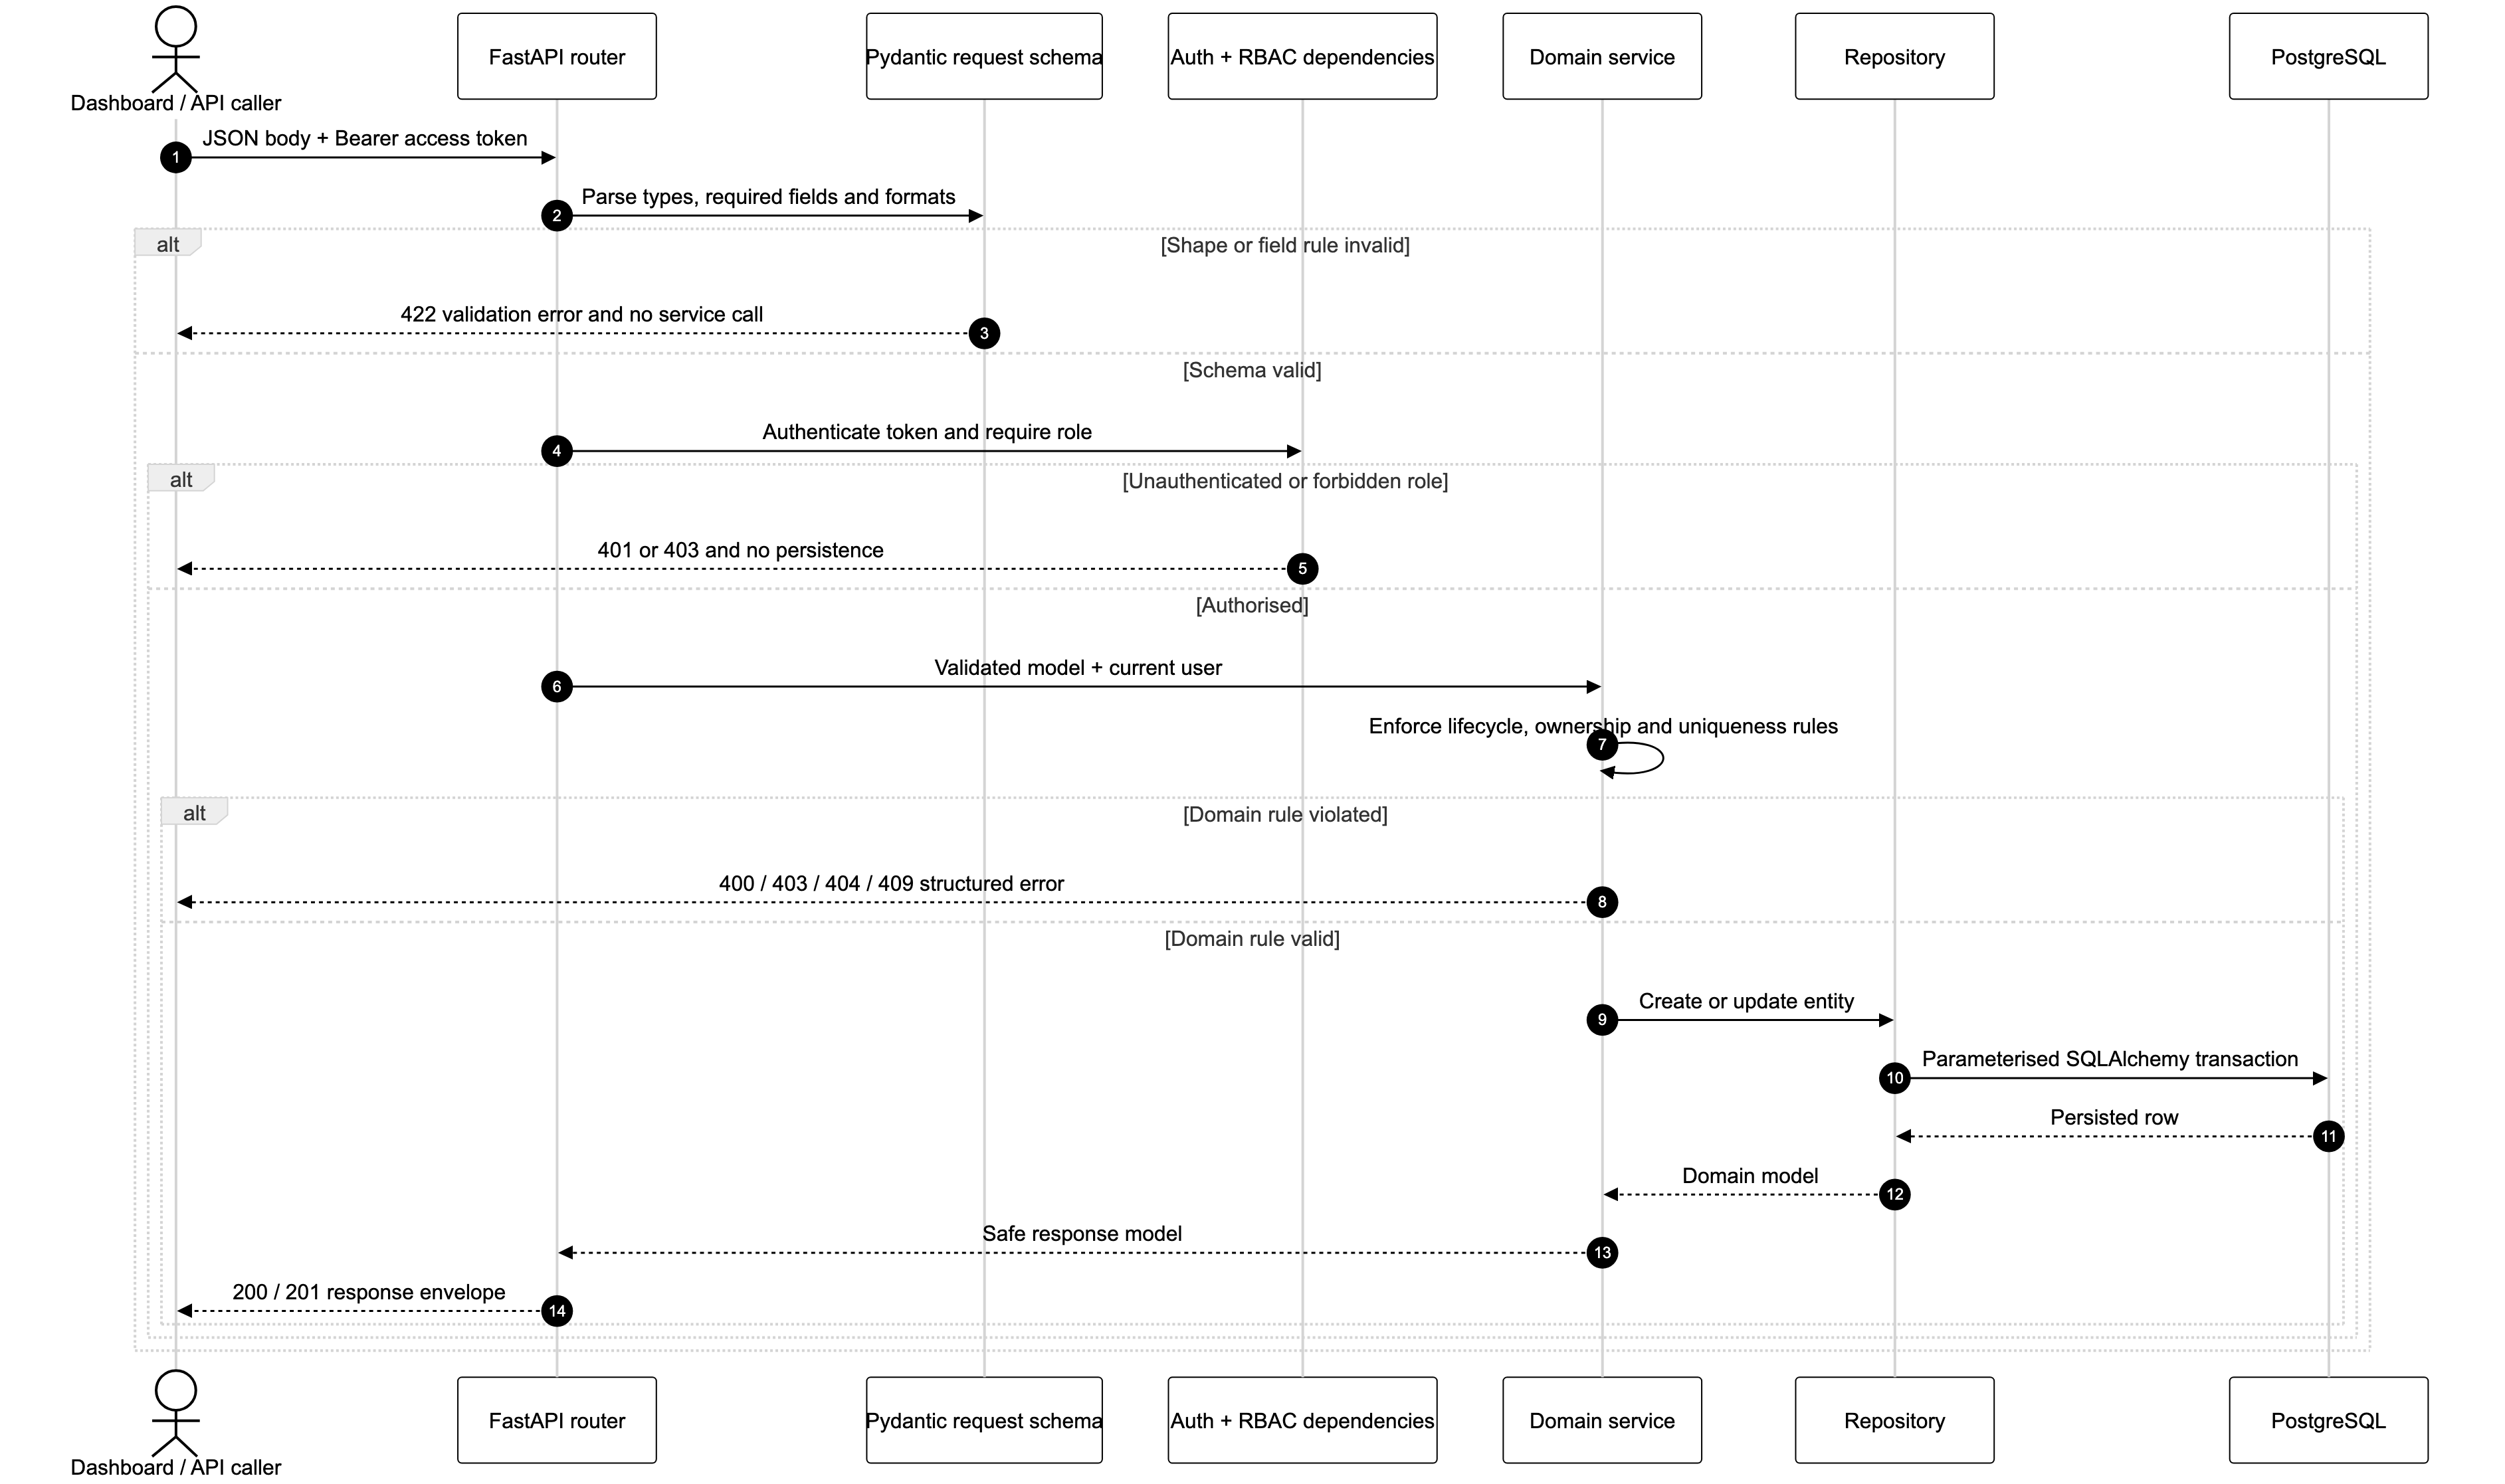 Dashboard / API caller
FastAPI router
Pydantic request schema
Auth + RBAC dependencies
Domain service
Repository
PostgreSQL
JSON body + Bearer access token
1
Parse types, required fields and formats
2
alt
[Shape or field rule invalid]
422 validation error and no service call
3
[Schema valid]
Authenticate token and require role
4
alt
[Unauthenticated or forbidden role]
401 or 403 and no persistence
5
[Authorised]
Validated model + current user
6
Enforce lifecycle, ownership and uniqueness rules
7
alt
[Domain rule violated]
400 / 403 / 404 / 409 structured error
8
[Domain rule valid]
Create or update entity
9
Parameterised SQLAlchemy transaction
10
Persisted row
11
Domain model
12
Safe response model
13
200 / 201 response envelope
14
FastAPI router
Pydantic request schema
Auth + RBAC dependencies
Domain service
Repository
PostgreSQL
Dashboard / API caller